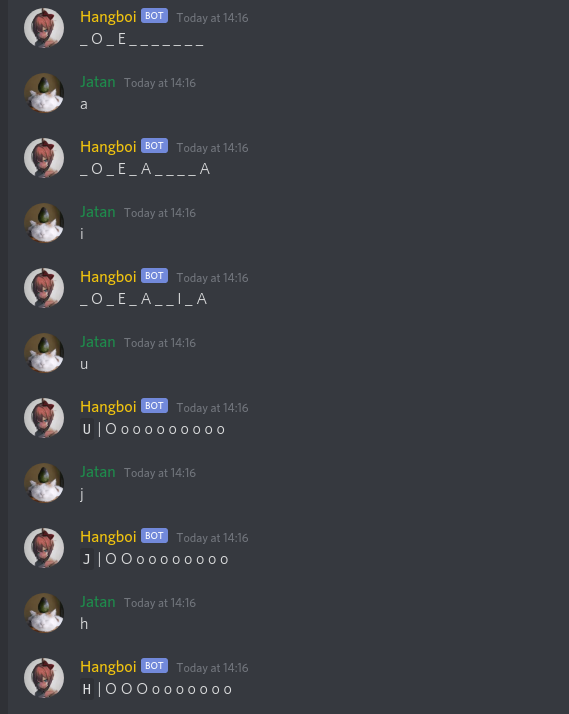 Hangboi BOT Today at 14:16
_ O _ E _ _ _ _ _ _ _
Jatan Today at 14:16
a
Hangboi BOT Today at 14:16
_ O _ E _ A _ _ _ _ A
Jatan Today at 14:16
i
Hangboi BOT Today at 14:16
_ O _ E _ A _ _ I _ A
Jatan Today at 14:16
u
Hangboi BOT Today at 14:16
U | O o o o o o o o o o
Jatan Today at 14:16
j
Hangboi BOT Today at 14:16
J | O O o o o o o o o o
Jatan Today at 14:16
h
Hangboi BOT Today at 14:16
H | O O O o o o o o o o